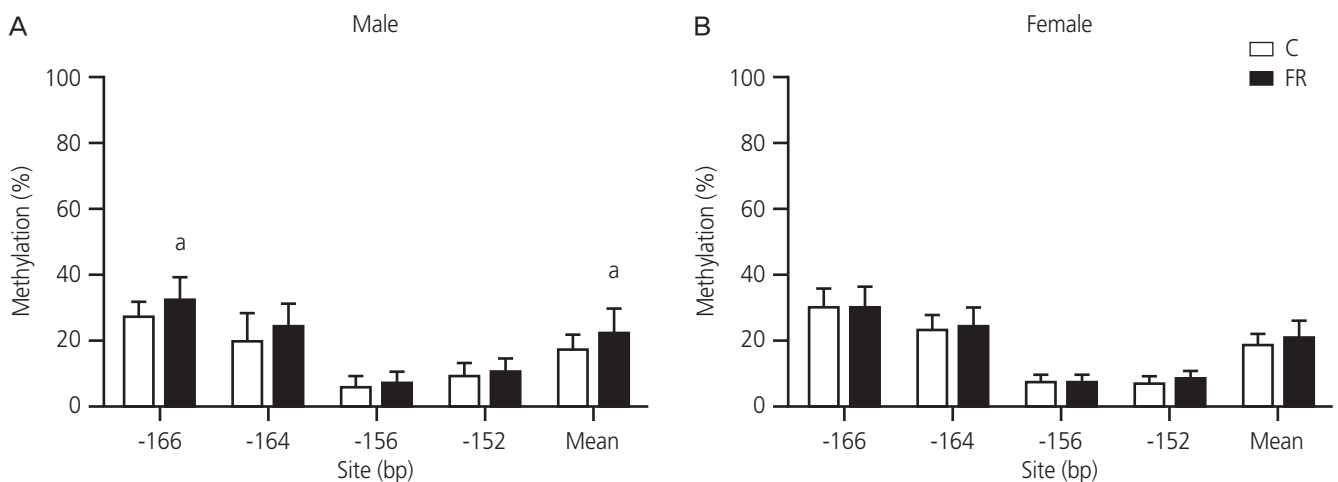 A
Male
100
80
60
40
20
0
Methylation (%)
a
a
-166
-164
-156
-152
Mean
Site (bp)
B
Female
C
FR
100
80
60
40
20
0
Methylation (%)
-166
-164
-156
-152
Mean
Site (bp)